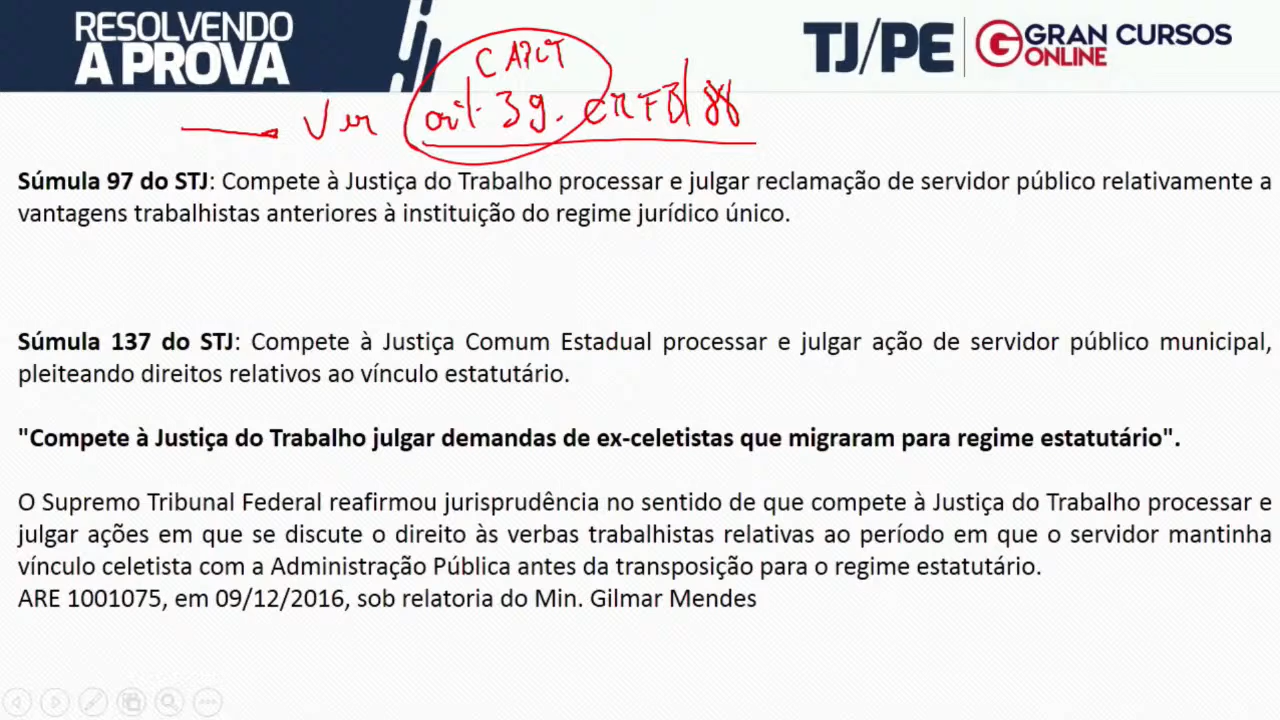 RESOLVENDO
A PROVA
TJ/PE
GRAN CURSOS
ONLINE
CAPUT
Ver art. 39. CRFB/88
Súmula 97 do STJ: Compete à Justiça do Trabalho processar e julgar reclamação de servidor público relativamente a
vantagens trabalhistas anteriores à instituição do regime jurídico único.
Súmula 137 do STJ: Compete à Justiça Comum Estadual processar e julgar ação de servidor público municipal,
pleiteando direitos relativos ao vínculo estatutário.
"Compete à Justiça do Trabalho julgar demandas de ex-celetistas que migraram para regime estatutário".
O Supremo Tribunal Federal reafirmou jurisprudência no sentido de que compete à Justiça do Trabalho processar e
julgar ações em que se discute o direito às verbas trabalhistas relativas ao período em que o servidor mantinha
vínculo celetista com a Administração Pública antes da transposição para o regime estatutário.
ARE 1001075, em 09/12/2016, sob relatoria do Min. Gilmar Mendes